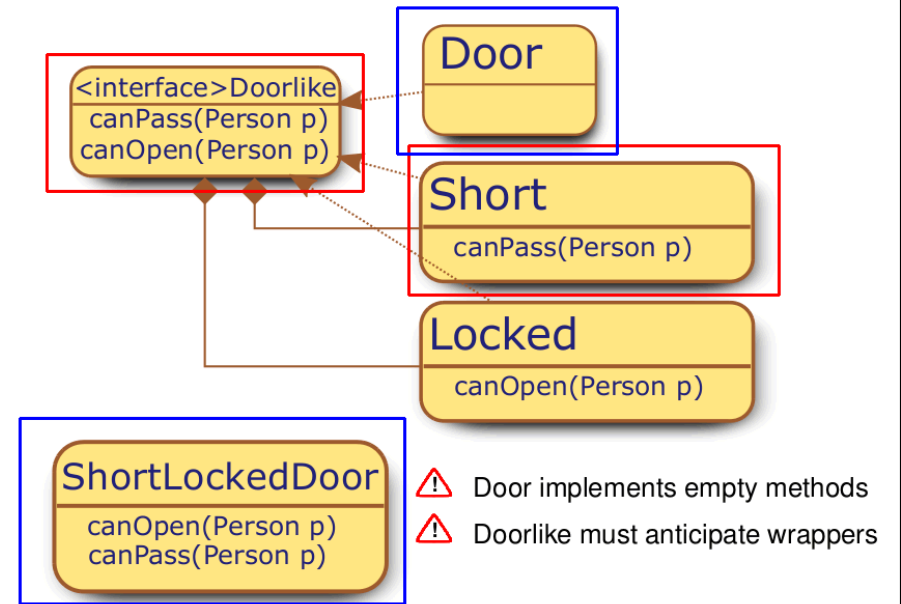 Door
<interface>Doorlike
canPass(Person p)
canOpen(Person p)
Short
canPass(Person p)
Locked
canOpen(Person p)
ShortLockedDoor
canOpen(Person p)
canPass(Person p)
Door implements empty methods
Doorlike must anticipate wrappers